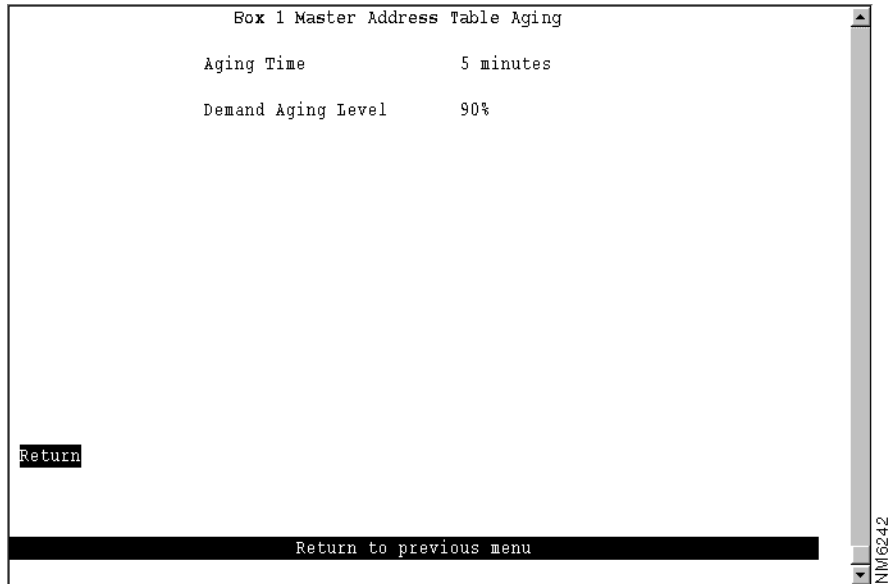 Box 1 Master Address Table Aging
Aging Time 5 minutes
Demand Aging Level 90%
Return
Return to previous menu
NM6242